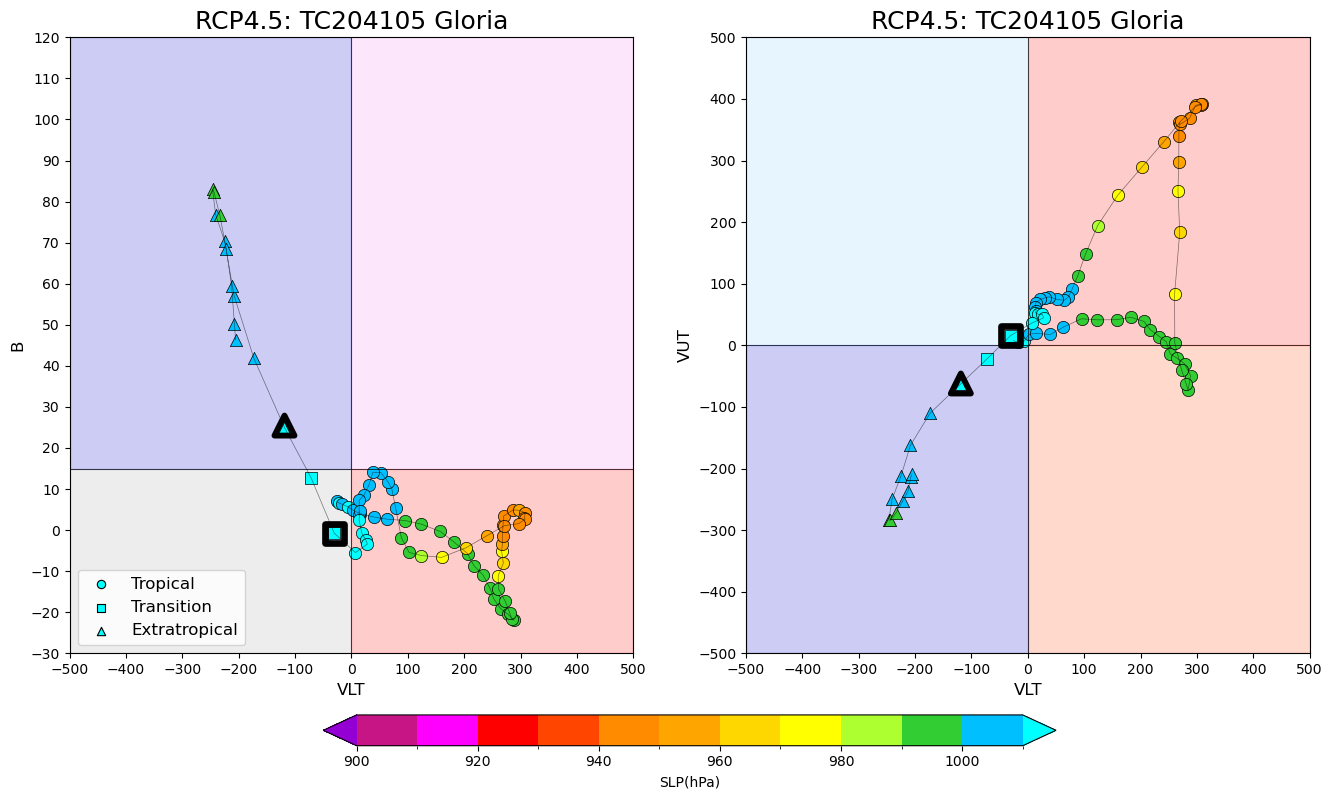 RCP4.5: TC204105 Gloria
120
110
100
90
80
70
60
50
40
30
20
10
0
−10
−20
−30
B
Tropical
Transition
Extratropical
−500 −400 −300 −200 −100 0 100 200 300 400 500
VLT
RCP4.5: TC204105 Gloria
500
400
300
200
100
0
−100
−200
−300
−400
−500
VUT
−500 −400 −300 −200 −100 0 100 200 300 400 500
VLT
900 920 940 960 980 1000
SLP(hPa)